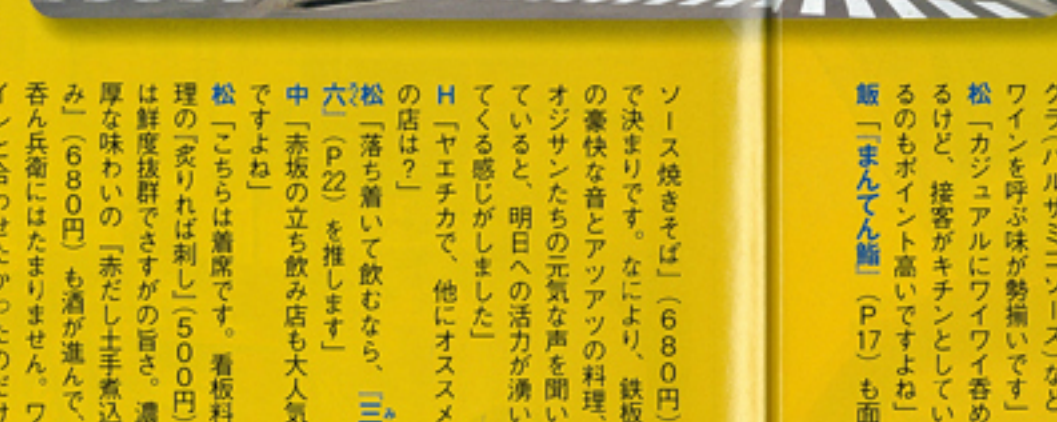 グラ(バルサミコソース)など
ワインを呼ぶ味が勢揃いです」
松「カジュアルにワイワイ呑め
るけど、接客がキチンとしてい
るのもポイント高いですよね」
飯「『まんてん鮨』(P17)も面
ソース焼きそば」(680円)
で決まりです。なにより、鉄板
の豪快な音とアツアツの料理、
オジサンたちの元気な声を聞い
ていると、明日への活力が湧い
てくる感じがしました」
H「ヤエチカで、他にオススメ
の店は?」
松「落ち着いて飲むなら、『三
六』(P22)を推します」
中「赤坂の立ち飲み店も大人気
ですよね」
松「こちらは着席です。看板料
理の『炙りれば刺し』(500円)
は鮮度抜群でさすがの旨さ。濃
厚な味わいの『赤だし土手煮込
み』(680円)も酒が進んで、
呑ん兵衛にはたまりません。ワ